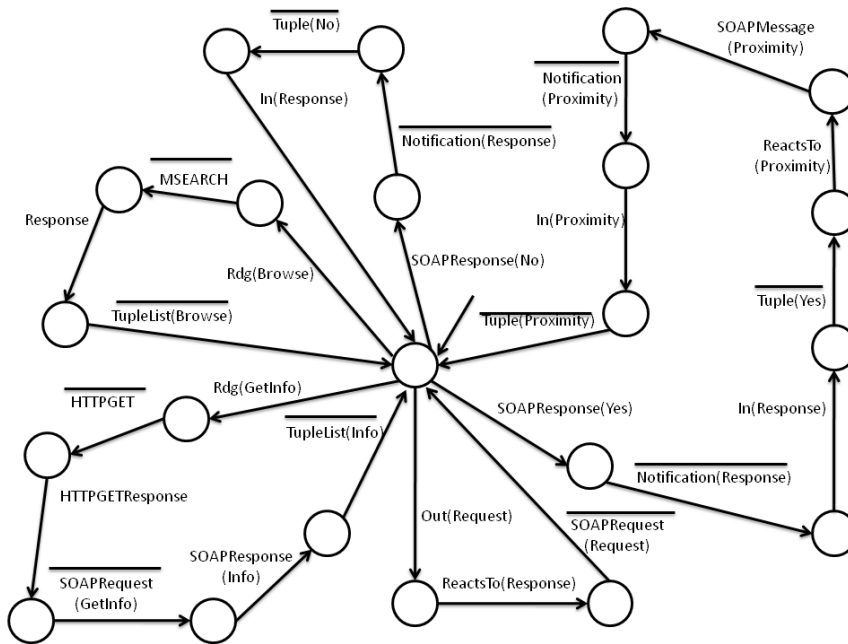 Tuple(No)
SOAPMessage
(Proximity)
Notification
(Proximity)
In(Response)
Notification(Response)
ReactsTo
(Proximity)
MSEARCH
Response
In(Proximity)
Rdg(Browse)
SOAPResponse(No)
TupleList(Browse)
Tuple(Proximity)
Tuple(Yes)
Rdg(GetInfo)
HTTPGET
TupleList(Info)
SOAPResponse(Yes)
In(Response)
HTTPGETResponse
Notification(Response)
Out(Request)
SOAPRequest
(Request)
SOAPResponse
(Info)
SOAPRequest
(GetInfo)
ReactsTo(Response)